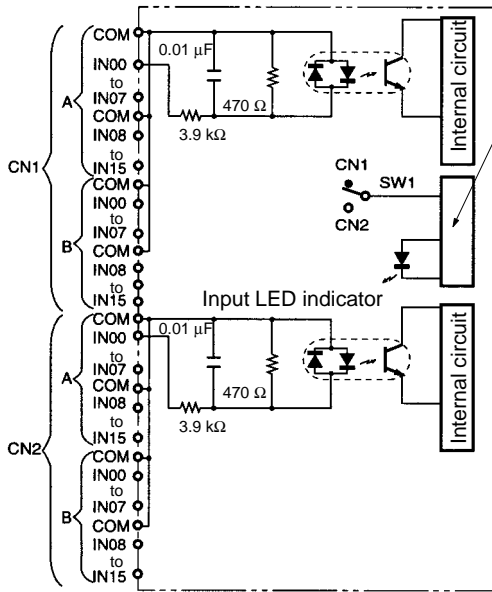 COM
IN00
to
IN07
COM
IN08
to
IN15
COM
IN00
to
IN07
COM
IN08
to
IN15
A
B
CN1
0.01 µF
470 Ω
3.9 kΩ
Internal circuit
CN1
SW1
CN2
Input LED indicator
COM
IN00
to
IN07
COM
IN08
to
IN15
COM
IN00
to
IN07
COM
IN08
to
IN15
A
B
CN2
0.01 µF
470 Ω
3.9 kΩ
Internal circuit